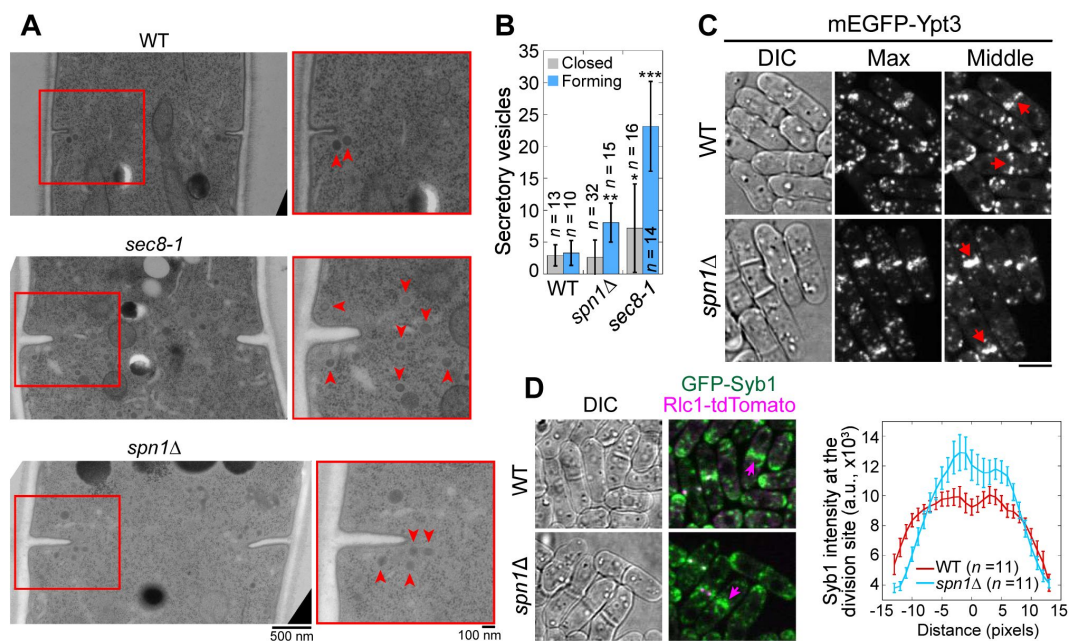 A
WT
sec8-1
spn1Δ
500 nm
100 nm
B
Secretory vesicles
40
35
30
25
20
15
10
5
0
Closed
Forming
n = 13
n = 10
n = 32
**
n = 15
*
n = 16
***
n = 14
WT
spn1Δ
sec8-1
C
mEGFP-Ypt3
DIC
Max
Middle
WT
spn1Δ
D
GFP-Syb1
DIC
Rlc1-tdTomato
WT
spn1Δ
Syb1 intensity at the
division site (a.u., x10³)
14
12
10
8
6
4
WT (n =11)
spn1Δ (n =11)
-15
-10
-5
0
5
10
15
Distance (pixels)